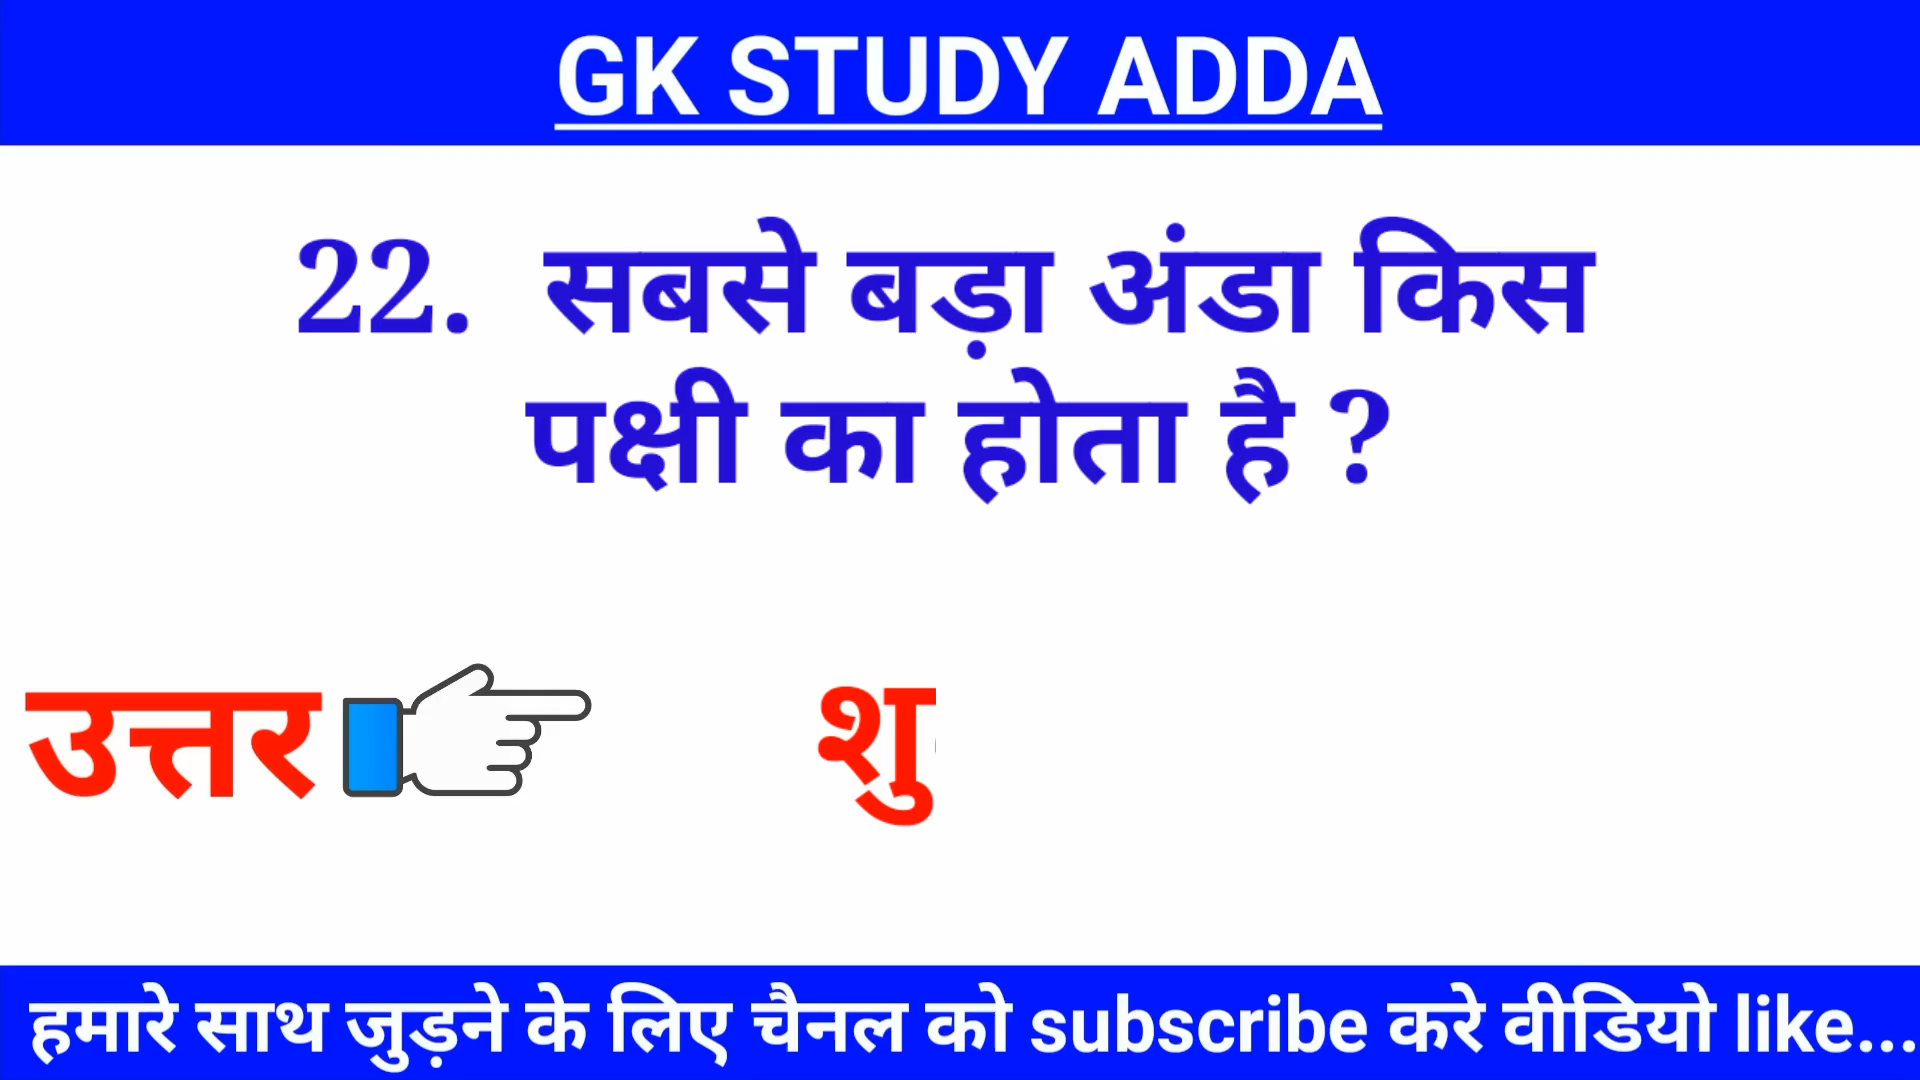 GK STUDY ADDA
22. सबसे बड़ा अंडा किस
पक्षी का होता है ?
उत्तर शु
हमारे साथ जुड़ने के लिए चैनल को subscribe करे वीडियो like...